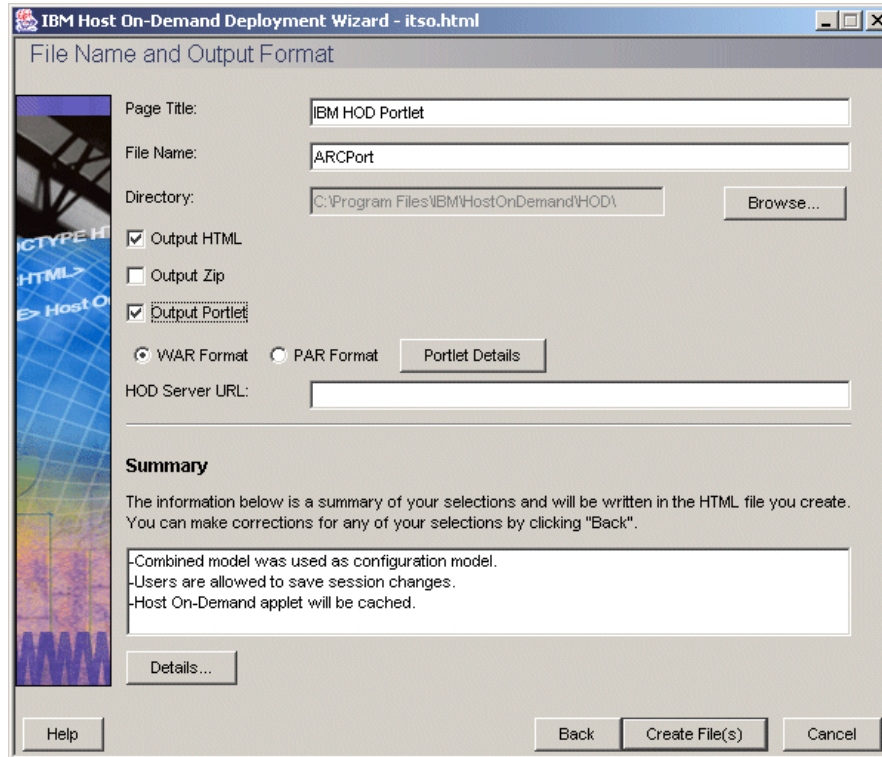 IBM Host On-Demand Deployment Wizard - itso.html
File Name and Output Format
Page Title:
IBM HOD Portlet
File Name:
ARCPort
Directory:
C:\Program Files\IBM\HostOnDemand\HOD\
Browse...
Output HTML
Output Zip
Output Portlet
WAR Format
PAR Format
Portlet Details
HOD Server URL:
OCTYPE HT
HTML>
E> Host O
Summary
The information below is a summary of your selections and will be written in the HTML file you create.
You can make corrections for any of your selections by clicking "Back".
-Combined model was used as configuration model.
-Users are allowed to save session changes.
-Host On-Demand applet will be cached.
Details...
Help
Back
Create File(s)
Cancel